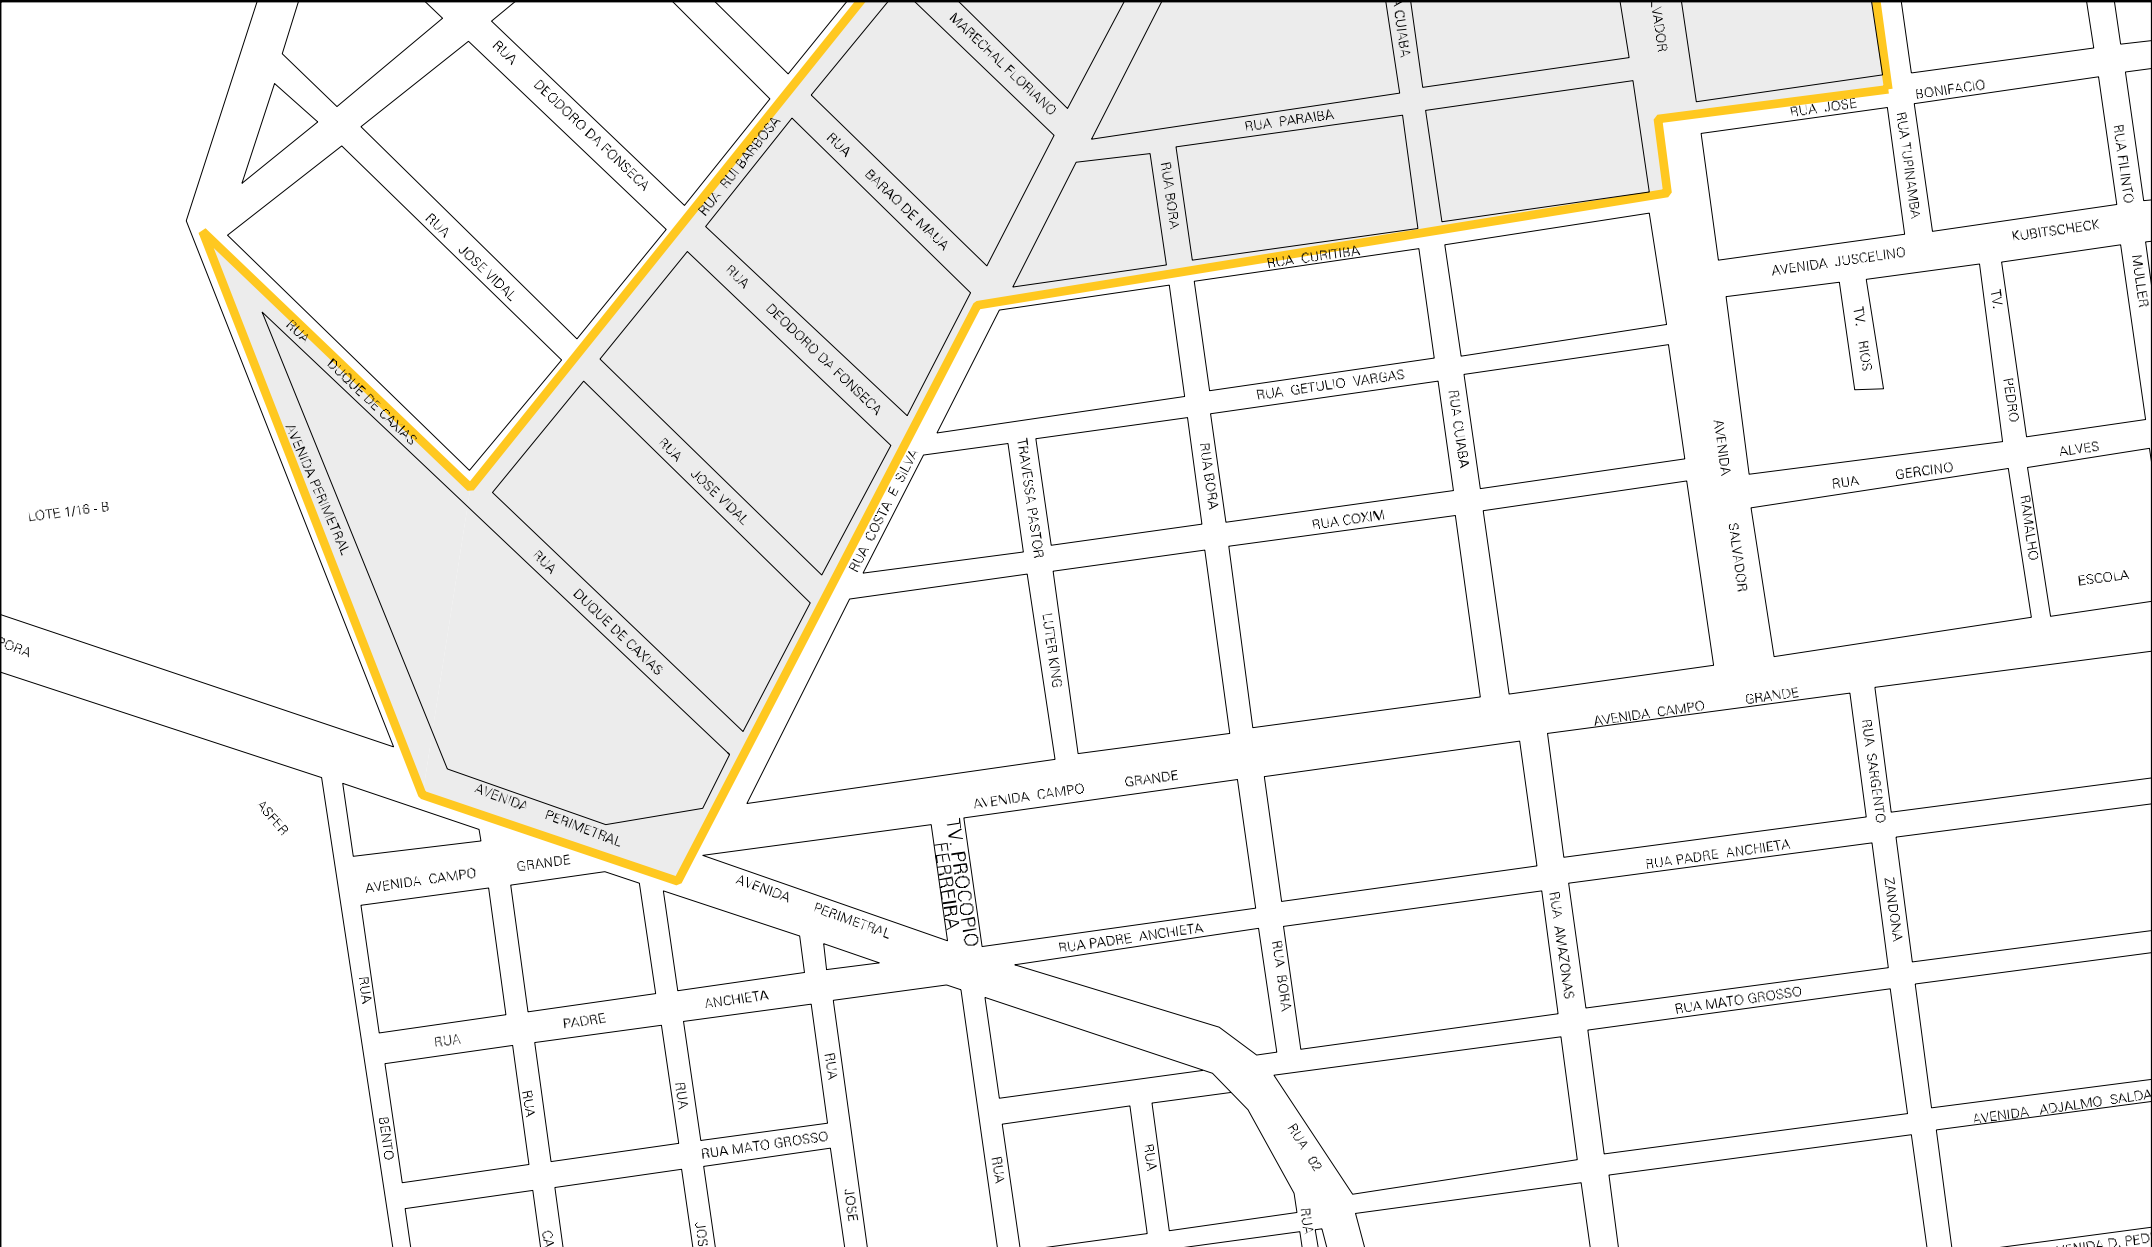 MARECHAL FLORIANO
CUIABA
RUA DEODORO DA FONSECA
RUA RUI BARBOSA
RUA BARAO DE MAUA
RUA PARAIBA
RUA JOSE BONIFACIO
RUA BORA
RUA TUPINAMBA
RUA FILINTO
MULLER
RUA JOSE VIDAL
RUA CURITIBA
AVENIDA JUSCELINO KUBITSCHECK
RUA DEODORO DA FONSECA
TV. RIOS
TV. PEDRO
RAMALHO
RUA DUQUE DE CAXIAS
AVENIDA PERIMETRAL
RUA GETULIO VARGAS
RUA CUIABA
RUA JOSE VIDAL
RUA COSTA E SILVA
TRAVESSA PASTOR
LUTER KING
RUA BORA
AVENIDA SALVADOR
RUA GERCINO ALVES
LOTE 1/16 - B
RUA COXIM
RUA DUQUE DE CAXIAS
ESCOLA
PORA
AVENIDA CAMPO GRANDE
RUA SARGENTO
ZANDONA
AVENIDA CAMPO GRANDE
ASFER
AVENIDA PERIMETRAL
TV. PROCOPIO
FERREIRA
AVENIDA CAMPO GRANDE
AVENIDA PERIMETRAL
RUA PADRE ANCHIETA
RUA PADRE ANCHIETA
RUA BORA
RUA AMAZONAS
RUA
BENTO
RUA PADRE ANCHIETA
RUA MATO GROSSO
RUA
RUA
RUA
JOSE
RUA MATO GROSSO
RUA
RUA
RUA 02
AVENIDA ADJALMO SALDA
RUA
CA
JOS
VENIDA D. PED